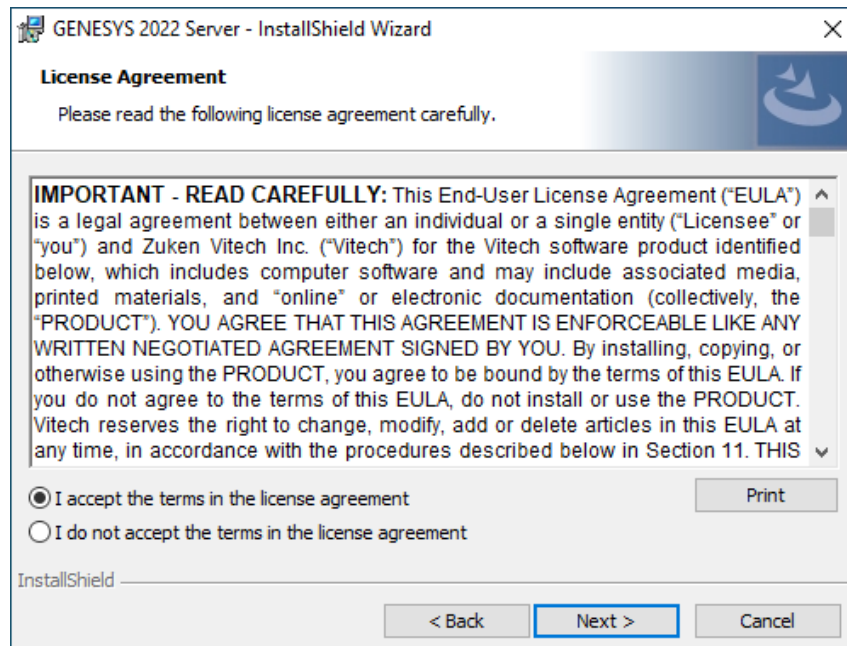 GENESYS 2022 Server - InstallShield Wizard
License Agreement
Please read the following license agreement carefully.
IMPORTANT - READ CAREFULLY: This End-User License Agreement (“EULA”)
is a legal agreement between either an individual or a single entity (“Licensee” or
“you”) and Zuken Vitech Inc. (“Vitech”) for the Vitech software product identified
below, which includes computer software and may include associated media,
printed materials, and “online” or electronic documentation (collectively, the
“PRODUCT”). YOU AGREE THAT THIS AGREEMENT IS ENFORCEABLE LIKE ANY
WRITTEN NEGOTIATED AGREEMENT SIGNED BY YOU. By installing, copying, or
otherwise using the PRODUCT, you agree to be bound by the terms of this EULA. If
you do not agree to the terms of this EULA, do not install or use the PRODUCT.
Vitech reserves the right to change, modify, add or delete articles in this EULA at
any time, in accordance with the procedures described below in Section 11. THIS
I accept the terms in the license agreement
Print
I do not accept the terms in the license agreement
InstallShield
< Back
Next >
Cancel